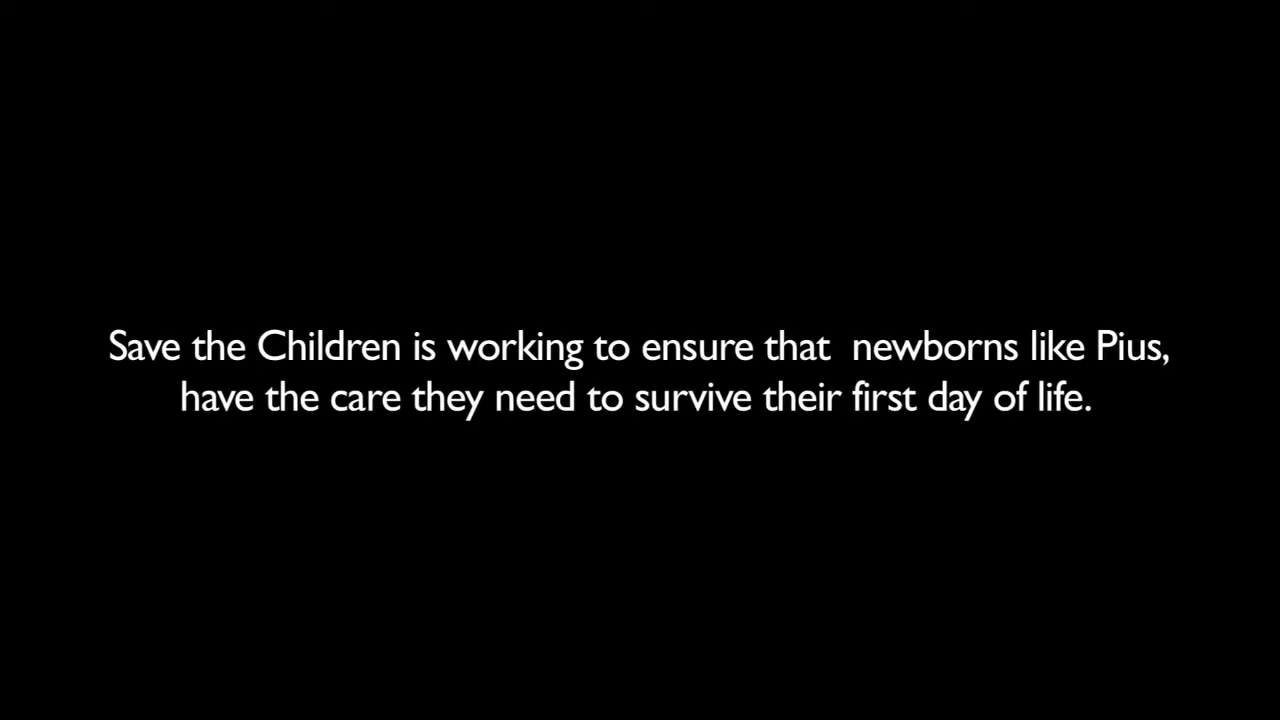 Save the Children is working to ensure that  newborns like Pius,
have the care they need to survive their first day of life.